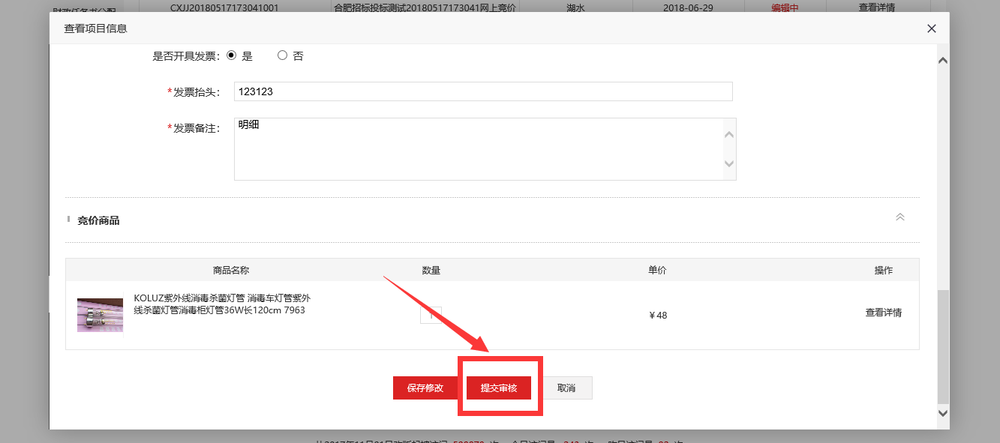 CXJJ20180517173041001 合肥招标投标测试20180517173041网上竞价 湖水 2018-06-29 编辑中 查看详情
查看项目信息
是否开具发票： 是 否
*发票抬头： 123123
*发票备注： 明细
竞价商品
商品名称 数量 单价 操作
KOLUZ紫外线消毒杀菌灯管 消毒车灯管紫外
线杀菌灯管消毒柜灯管36W长120cm 7963
1 ¥48 查看详情
保存修改 提交审核 取消